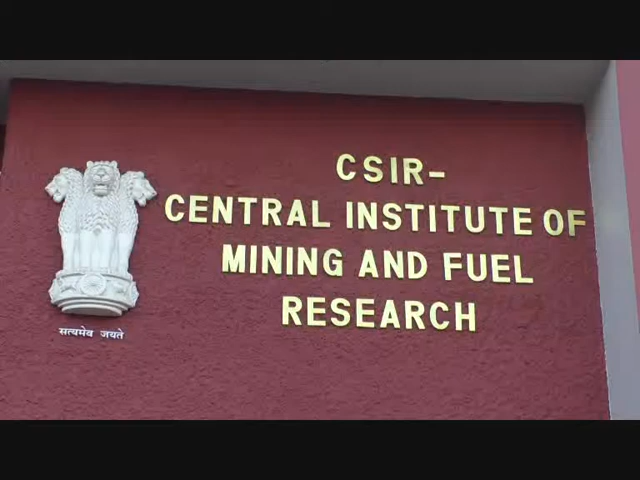 CSIR-
CENTRAL INSTITUTE OF
MINING AND FUEL
RESEARCH
सत्यमेव जयते